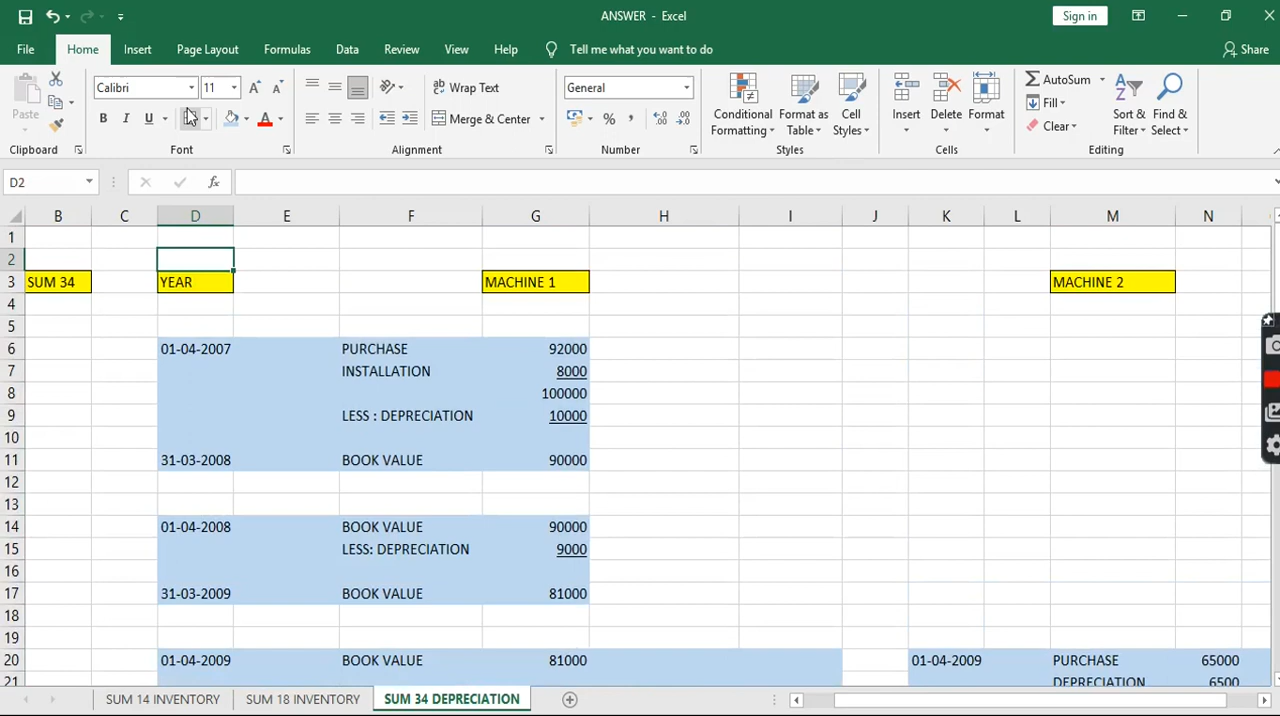 ANSWER - Excel
Sign in
File Home Insert Page Layout Formulas Data Review View Help Tell me what you want to do Share
Paste
Calibri 11
B I U A
Wrap Text
Merge & Center
General
% ,
Conditional Formatting
Format as Table
Cell Styles
Insert
Delete
Format
AutoSum
Fill
Clear
Sort & Filter
Find & Select
Clipboard Font Alignment Number Styles Cells Editing
D2 fx
B C D E F G H I J K L M N
1
2
3 SUM 34 YEAR MACHINE 1 MACHINE 2
4
5
6 01-04-2007 PURCHASE 92000
7 INSTALLATION 8000
8 100000
9 LESS : DEPRECIATION 10000
10
11 31-03-2008 BOOK VALUE 90000
12
13
14 01-04-2008 BOOK VALUE 90000
15 LESS: DEPRECIATION 9000
16
17 31-03-2009 BOOK VALUE 81000
18
19
20 01-04-2009 BOOK VALUE 81000 01-04-2009 PURCHASE 65000
21 DEPRECIATION 6500
SUM 14 INVENTORY SUM 18 INVENTORY SUM 34 DEPRECIATION